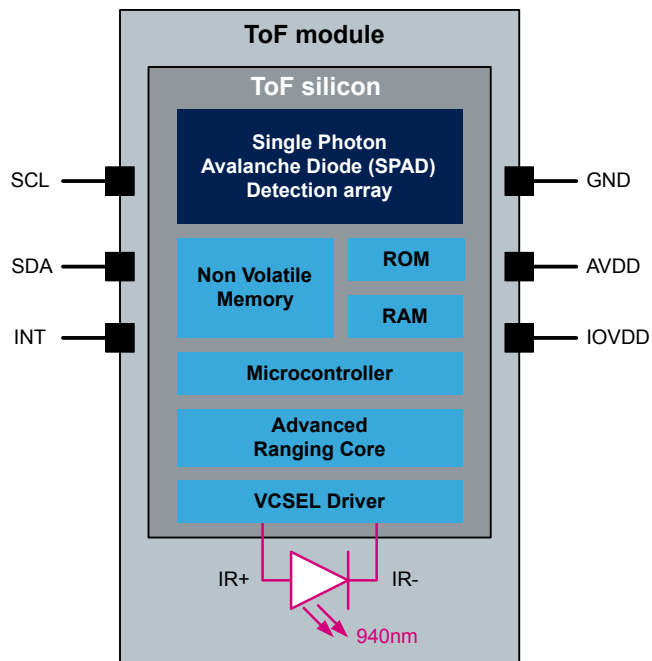 ToF module
ToF silicon
Single Photon
Avalanche Diode (SPAD)
Detection array
SCL
GND
SDA
AVDD
Non Volatile
Memory
ROM
RAM
INT
IOVDD
Microcontroller
Advanced
Ranging Core
VCSEL Driver
IR+
IR-
940nm